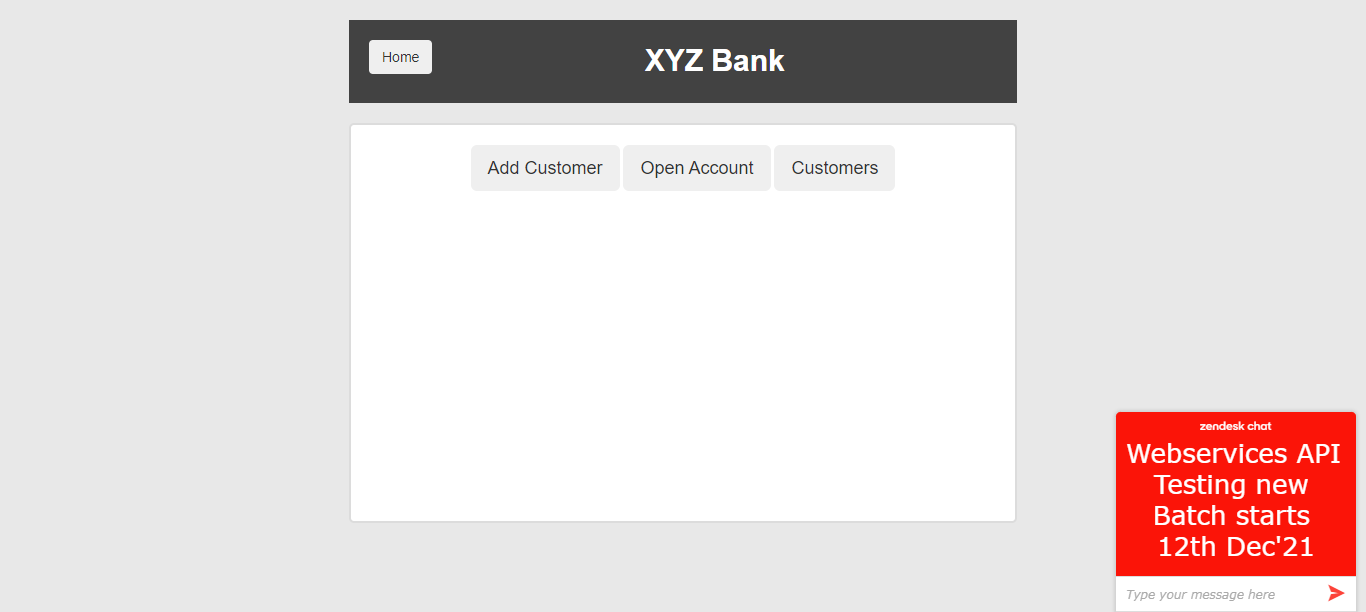 Home
XYZ Bank
Add Customer Open Account Customers
zendesk chat
Webservices API
Testing new
Batch starts
12th Dec'21
Type your message here